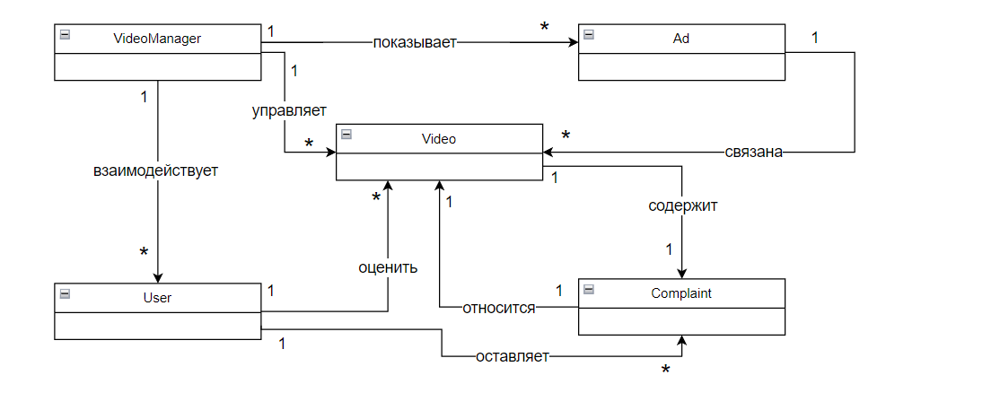 VideoManager
1
показывает
*
Ad
1
1
управляет
*
1
взаимодействует
*
Video
*
связана
1
содержит
1
*
1
оценить
User
1
1
относится
Complaint
1
оставляет
*